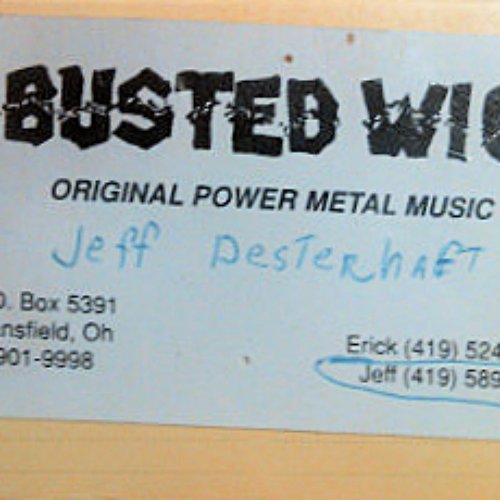 BUSTED WIG
ORIGINAL POWER METAL MUSIC
Jeff Desterhaft
O. Box 5391
nsfield, Oh
901-9998
Erick (419) 524
Jeff (419) 589